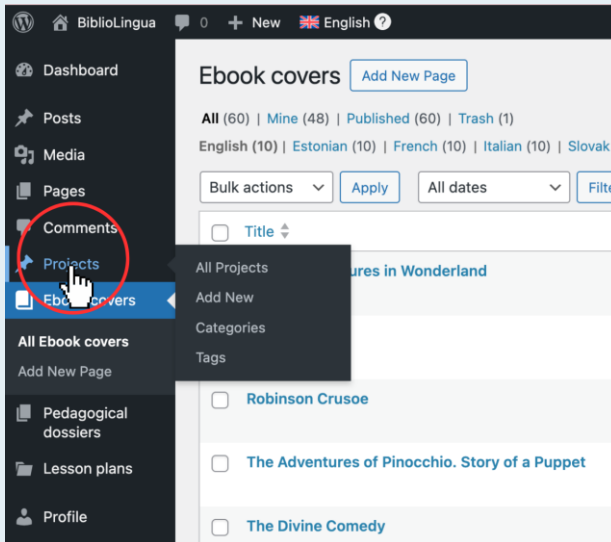 BiblioLingua 0 + New English ?
Dashboard
Posts
Media
Pages
Comments
Projects
Ebook covers
All Ebook covers
Add New Page
Pedagogical
dossiers
Lesson plans
Profile
All Projects
Add New
Categories
Tags
Ebook covers Add New Page
All (60) | Mine (48) | Published (60) | Trash (1)
English (10) | Estonian (10) | French (10) | Italian (10) | Slovak
Bulk actions Apply All dates Filte
Title
ures in Wonderland
Robinson Crusoe
The Adventures of Pinocchio. Story of a Puppet
The Divine Comedy